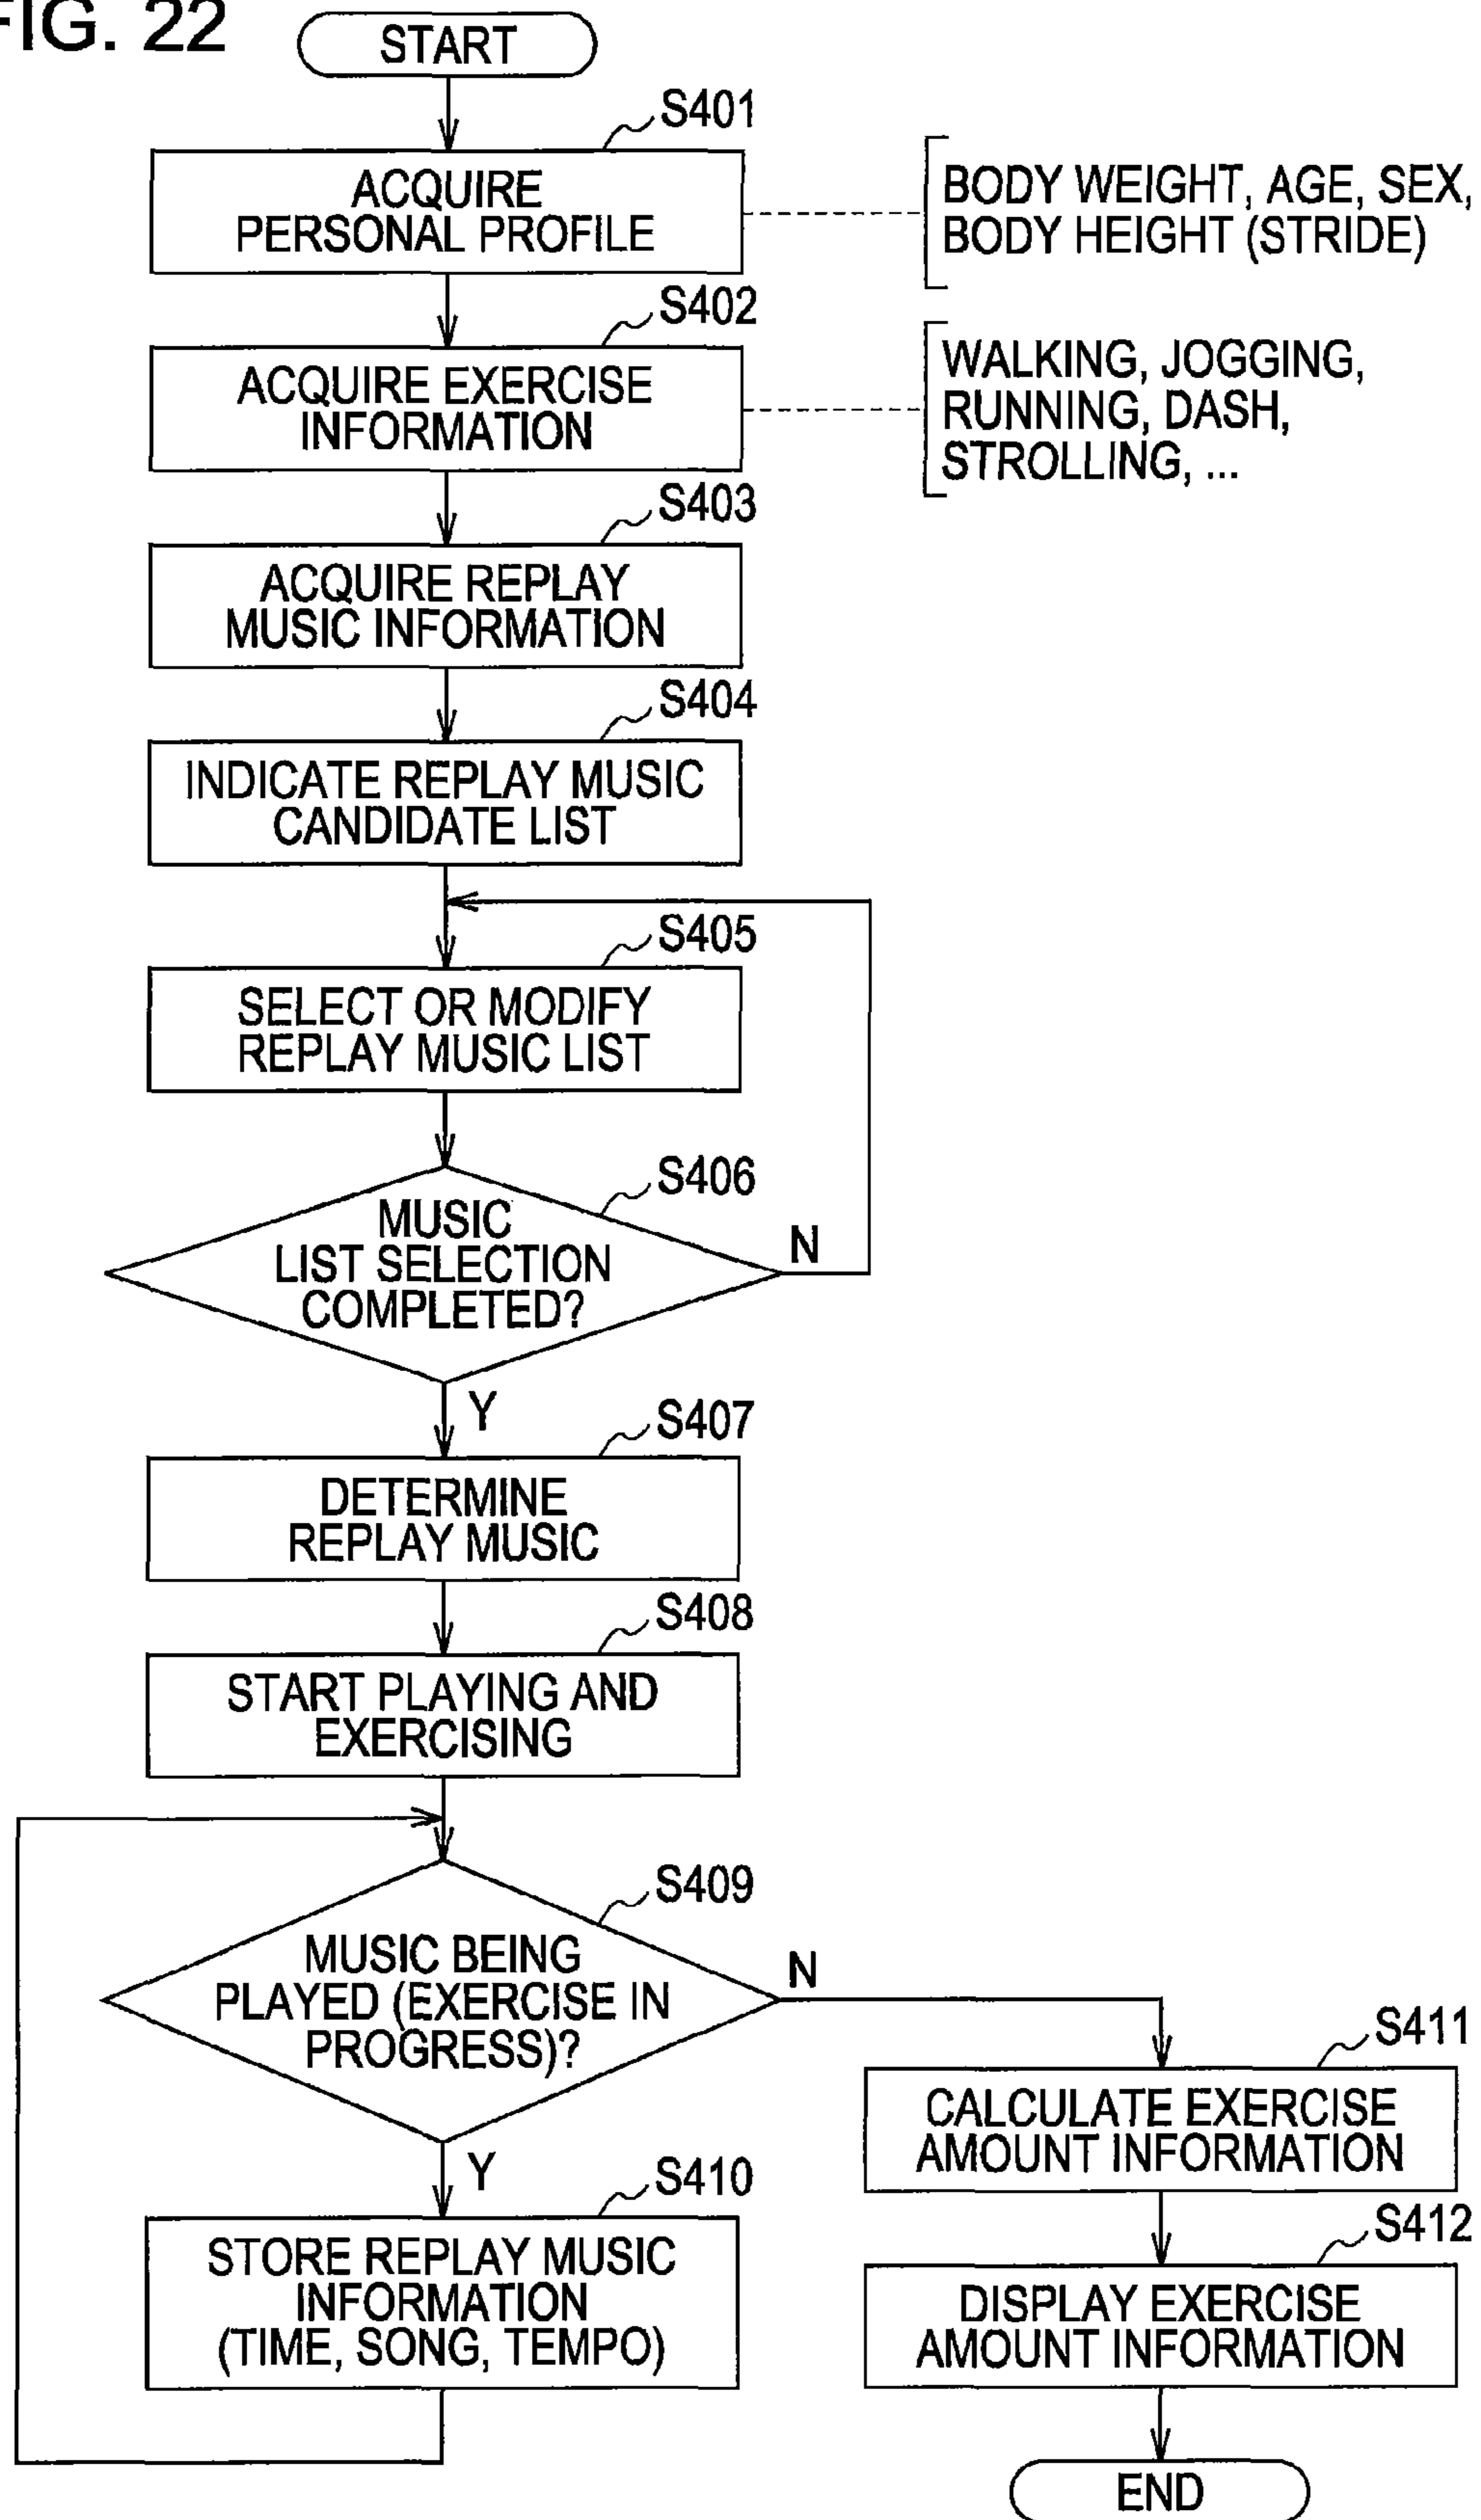 FIG. 22
START
S401
ACQUIRE
PERSONAL PROFILE
BODY WEIGHT, AGE, SEX,
BODY HEIGHT (STRIDE)
S402
ACQUIRE EXERCISE
INFORMATION
WALKING, JOGGING,
RUNNING, DASH,
STROLLING, ...
S403
ACQUIRE REPLAY
MUSIC INFORMATION
S404
INDICATE REPLAY MUSIC
CANDIDATE LIST
S405
SELECT OR MODIFY
REPLAY MUSIC LIST
S406
MUSIC
LIST SELECTION
COMPLETED?
N
Y
S407
DETERMINE
REPLAY MUSIC
S408
START PLAYING AND
EXERCISING
S409
MUSIC BEING
PLAYED (EXERCISE IN
PROGRESS)?
N
Y
S410
STORE REPLAY MUSIC
INFORMATION
(TIME, SONG, TEMPO)
S411
CALCULATE EXERCISE
AMOUNT INFORMATION
S412
DISPLAY EXERCISE
AMOUNT INFORMATION
END